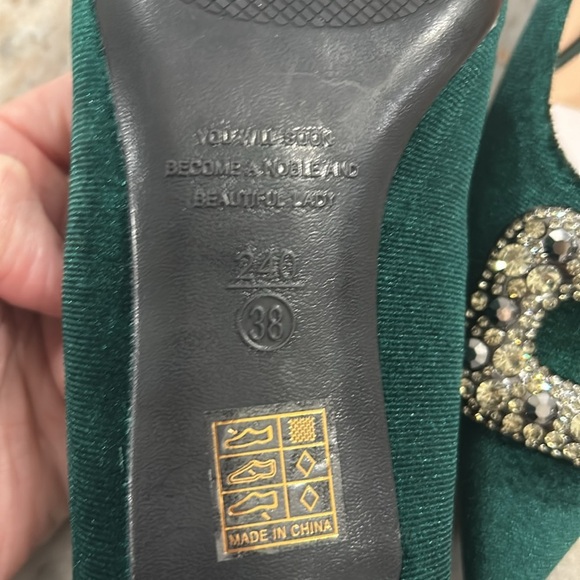 YOU WILL SOON
BECOME A NOBLE AND
BEAUTIFUL LADY
240
38
MADE IN CHINA